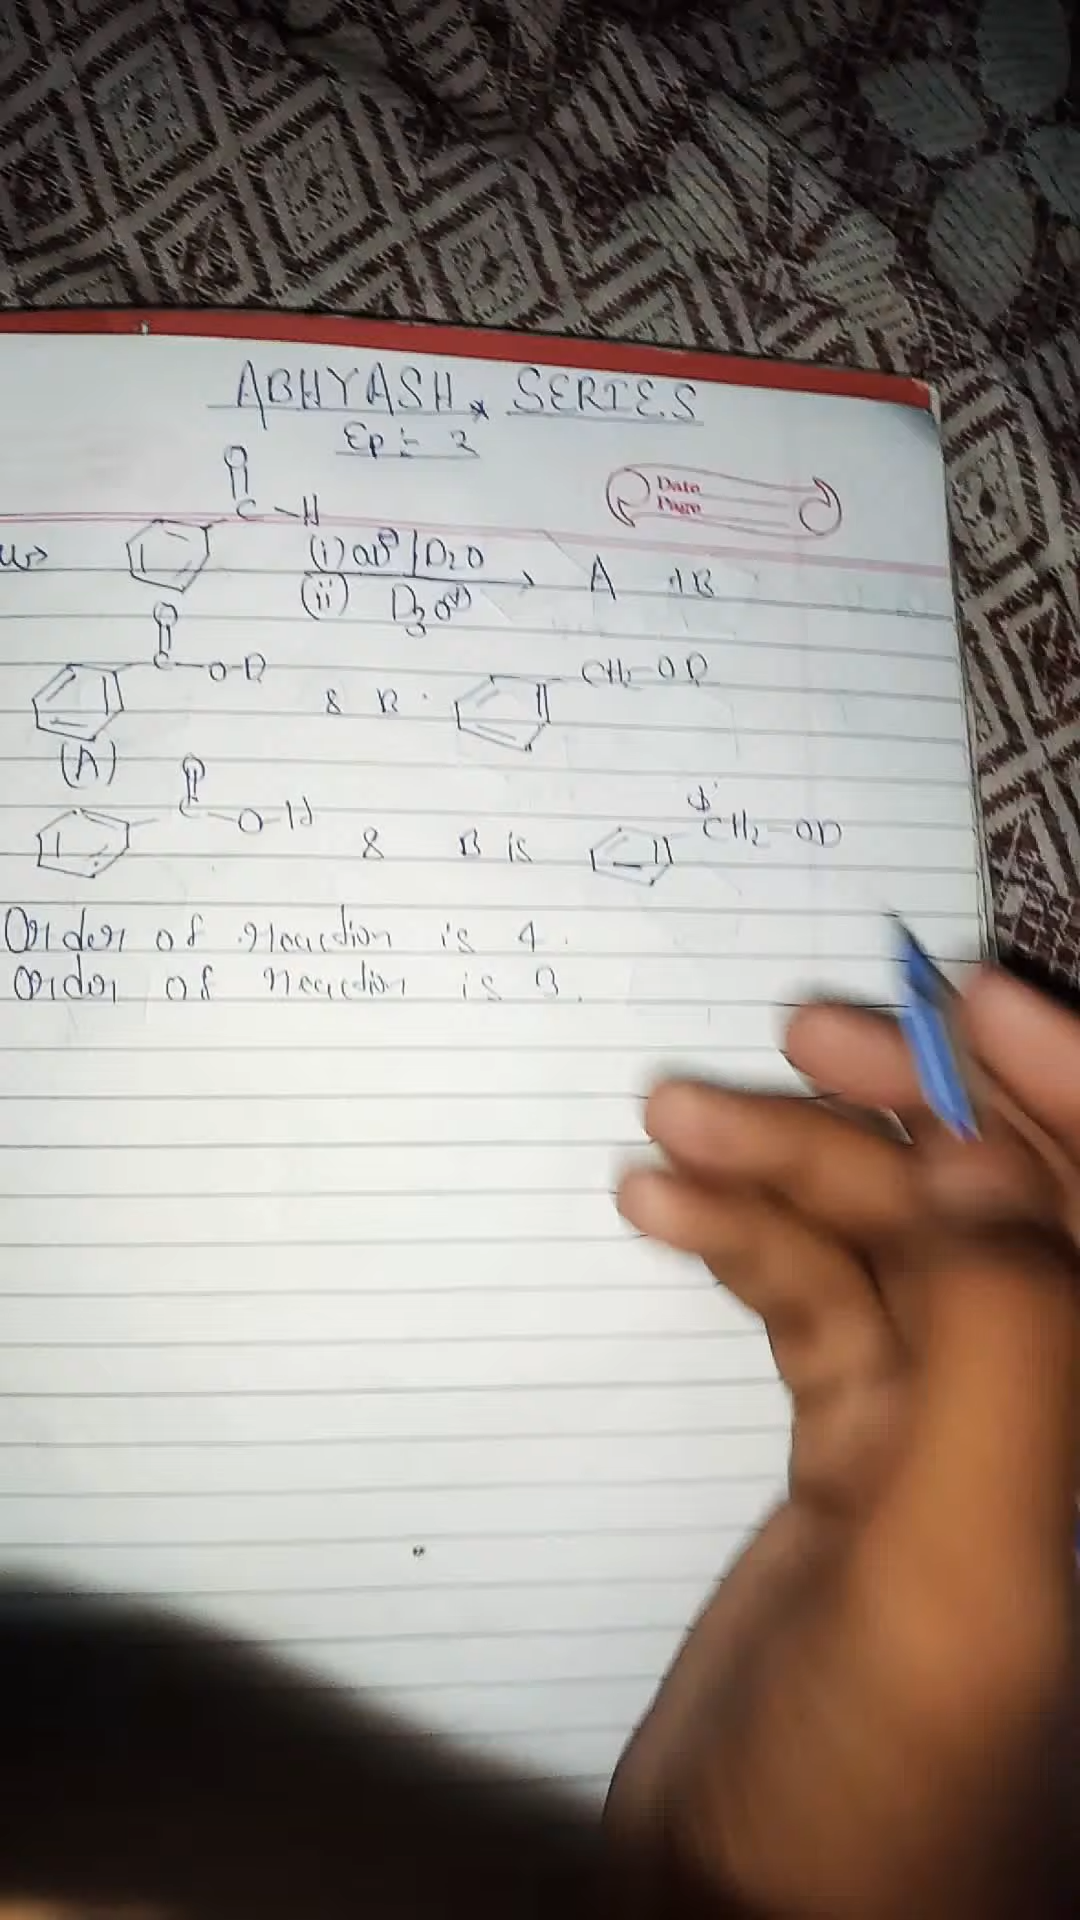 ABHYASH SERIES
Ep :- 2
Date
Page
O
C-H
(i) OD⊖ / D2O
(ii) D3O⊕
A & B
O
C-O-D & B. CH2-OD
(A)
O
C-O-H & B is CH2-OD
Order of reaction is 4.
Order of reaction is 3.